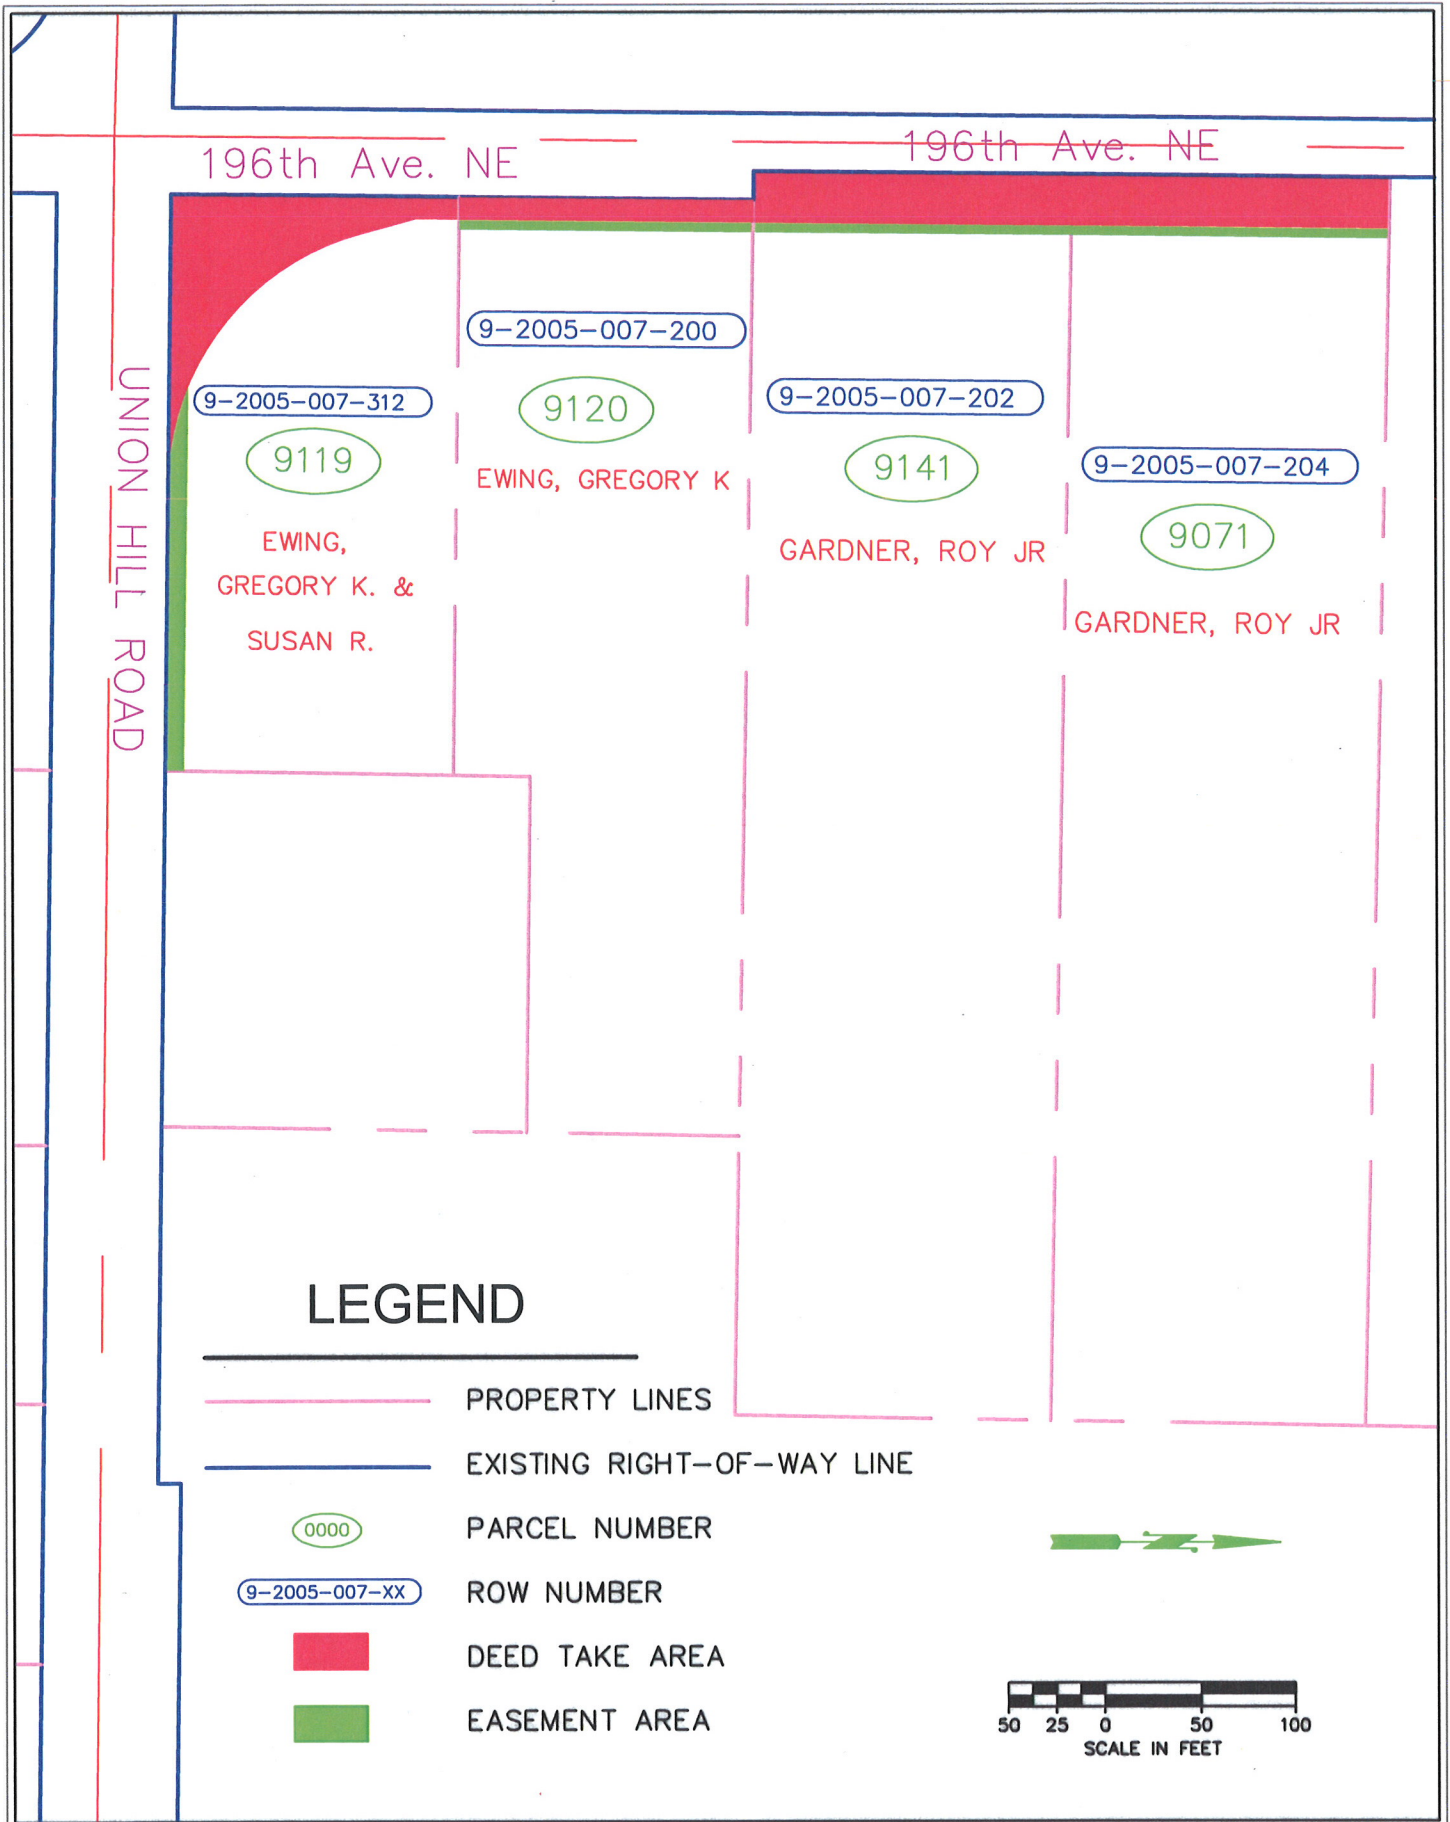 196th Ave. NE
196th Ave. NE
UNION HILL ROAD
9-2005-007-312
9119
EWING,
GREGORY K. &
SUSAN R.
9-2005-007-200
9120
EWING, GREGORY K
9-2005-007-202
9141
GARDNER, ROY JR
9-2005-007-204
9071
GARDNER, ROY JR
LEGEND
PROPERTY LINES
EXISTING RIGHT-OF-WAY LINE
0000
PARCEL NUMBER
9-2005-007-XX
ROW NUMBER
DEED TAKE AREA
EASEMENT AREA
Z
50 25 0 50 100
SCALE IN FEET